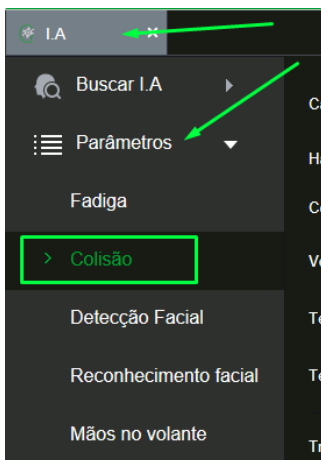 I.A
Buscar I.A
Parâmetros
Fadiga
Colisão
Detecção Facial
Reconhecimento facial
Mãos no volante